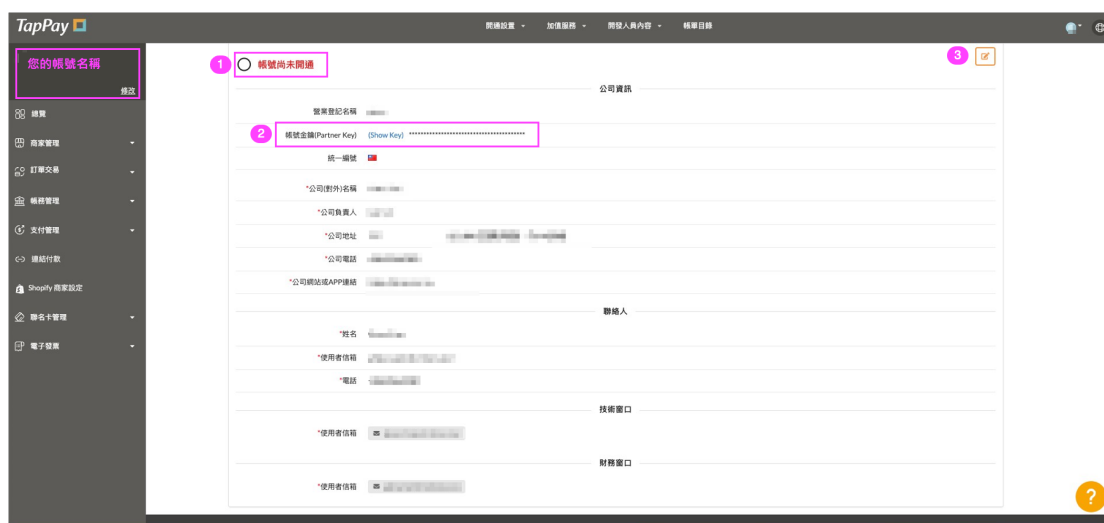 TapPay
開通設置
加值服務
開發人員內容
帳單目錄
您的帳號名稱
修改
總覽
商家管理
訂單交易
帳務管理
支付管理
連結付款
Shopify 商家設定
聯名卡管理
電子發票
1
帳號尚未開通
3
公司資訊
營業登記名稱
2
帳號金鑰(Partner Key) (Show Key) ****************************************
統一編號
*公司(對外)名稱
*公司負責人
*公司地址
*公司電話
*公司網站或APP連結
聯絡人
*姓名
*使用者信箱
*電話
技術窗口
*使用者信箱
財務窗口
*使用者信箱
?